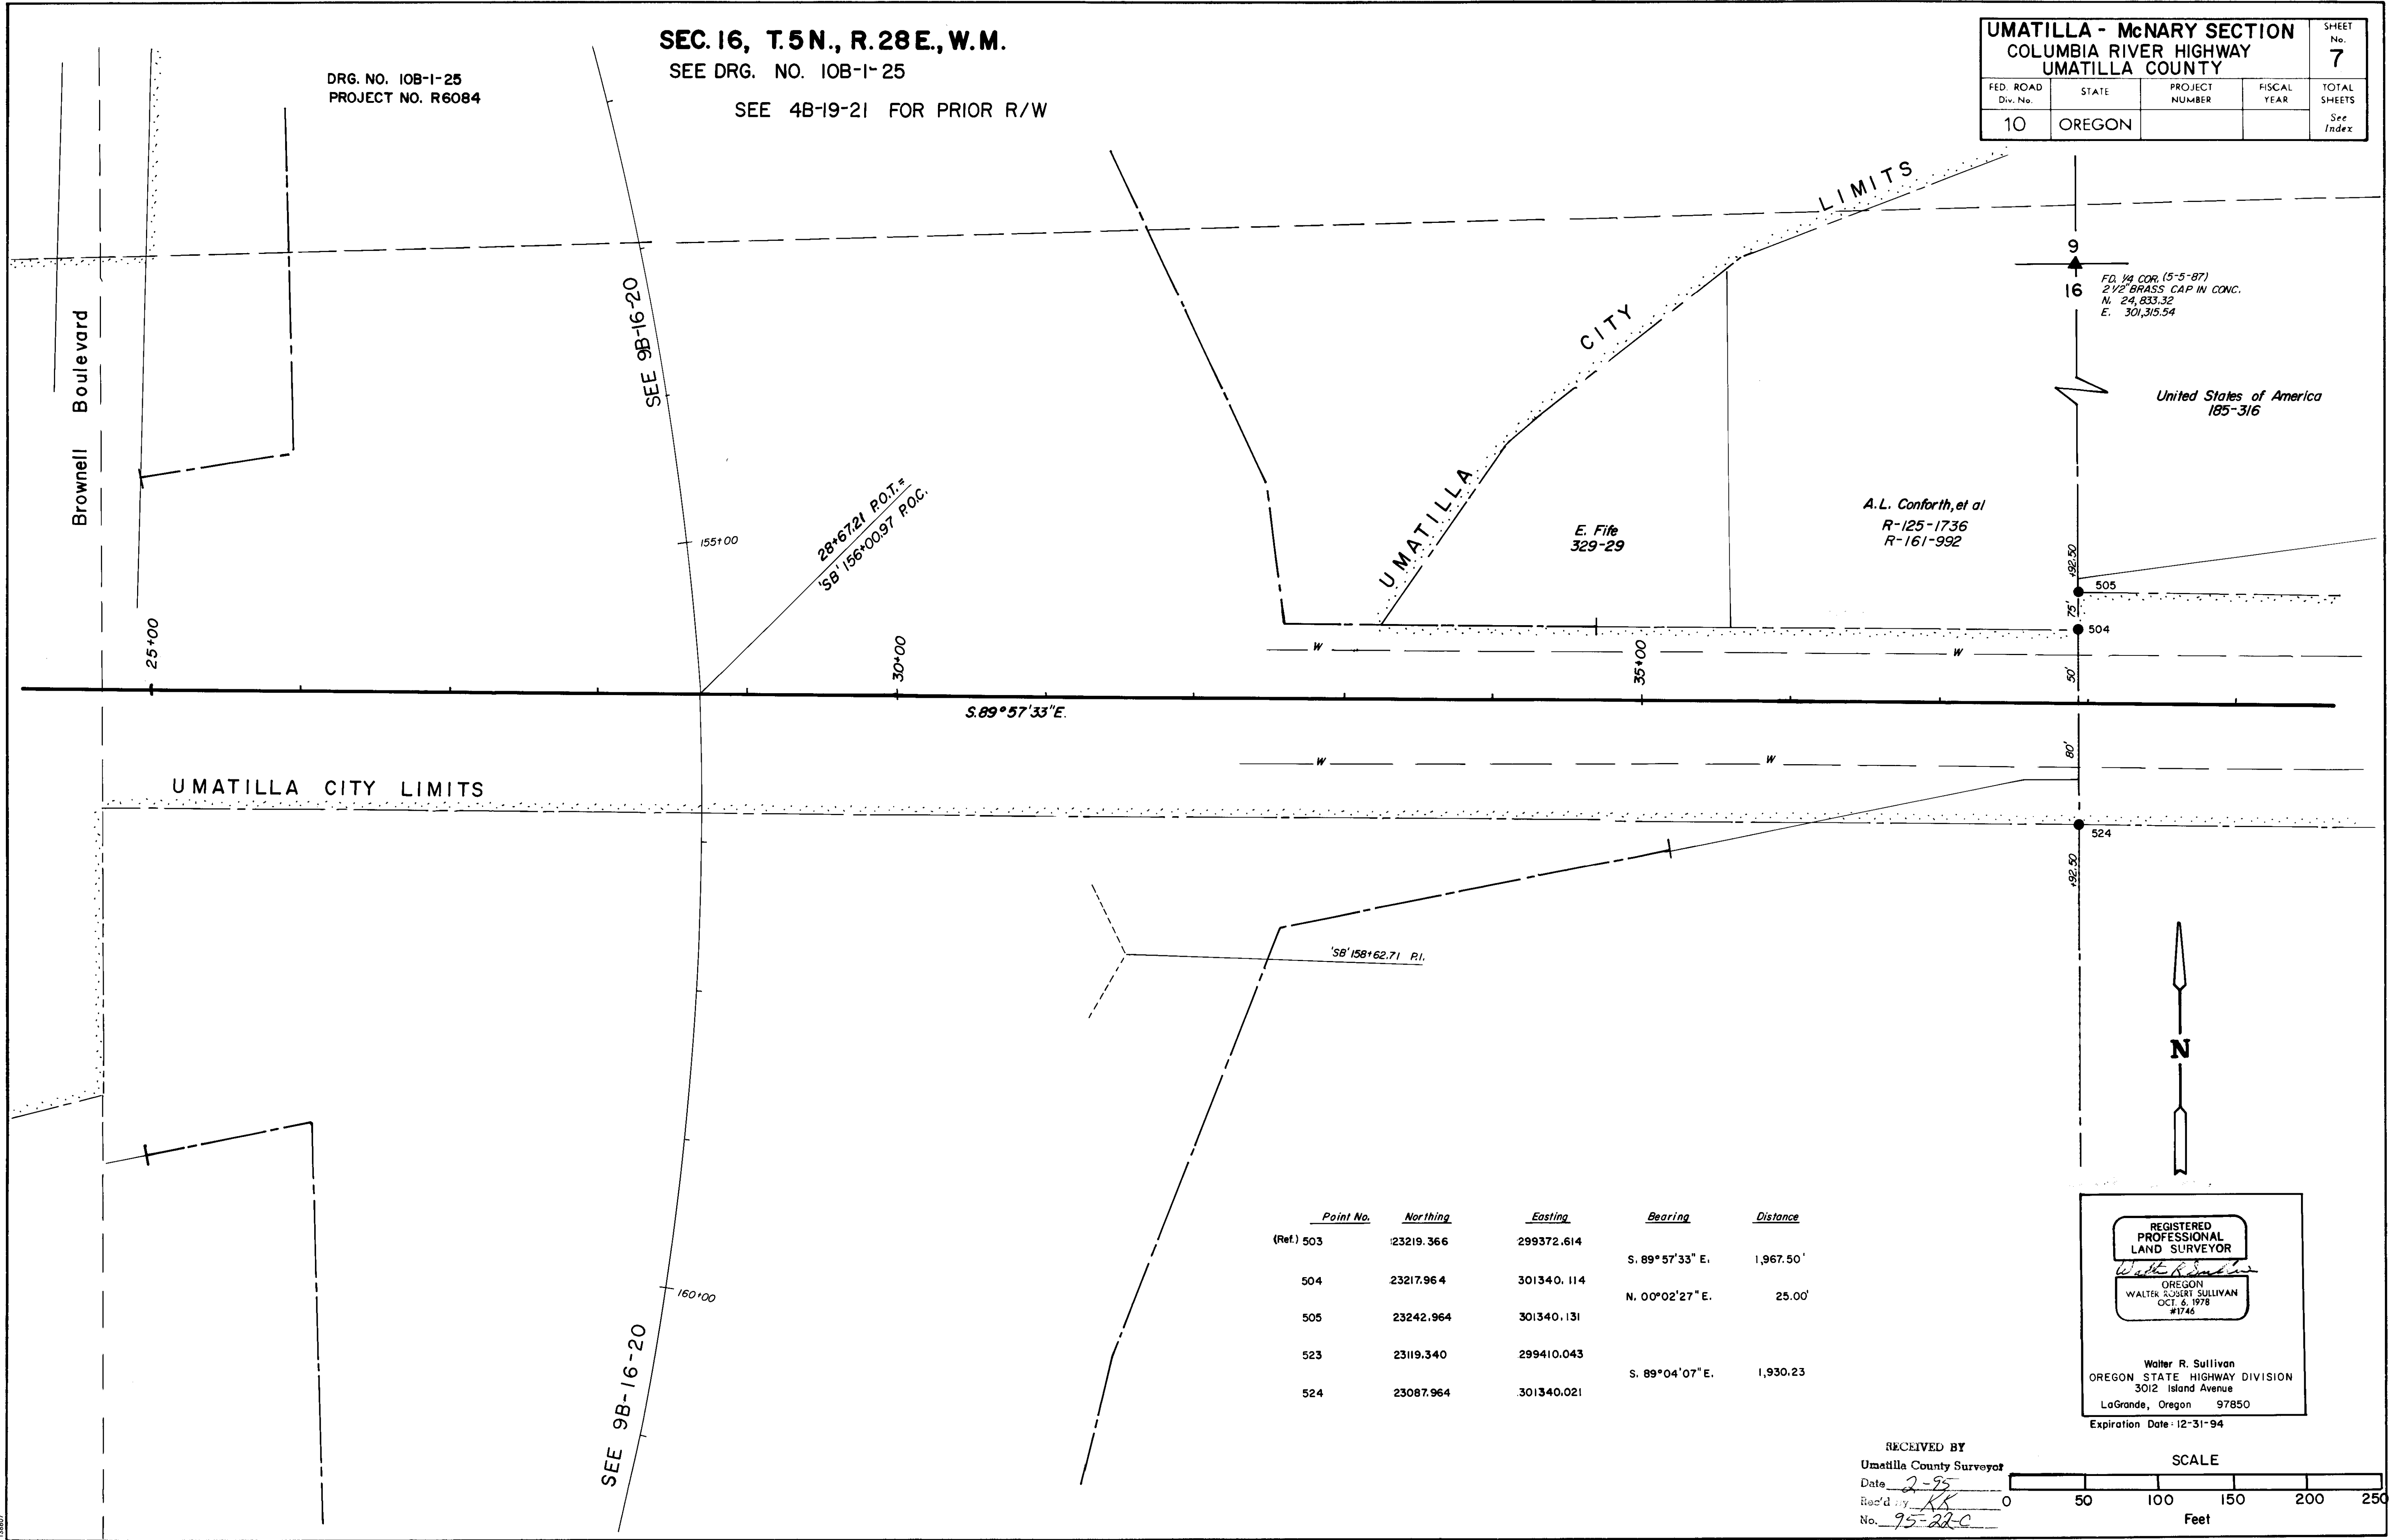 SEC. 16, T. 5 N., R. 28 E., W. M.
SEE DRG. NO. 10B-1-25
SEE 4B-19-21 FOR PRIOR R/W
DRG. NO. 10B-1-25
PROJECT NO. R6084
UMATILLA - McNARY SECTION
COLUMBIA RIVER HIGHWAY
UMATILLA COUNTY
SHEET
No.
7
FED. ROAD
Div. No.
STATE
PROJECT
NUMBER
FISCAL
YEAR
TOTAL
SHEETS
10
OREGON
See
Index
UMATILLA CITY LIMITS
9
16
FD. 1/4 COR. (5-5-87)
2 1/2" BRASS CAP IN CONC.
N. 24,833.32
E. 301,315.54
United States of America
185-316
Brownell Boulevard
SEE 9B-16-20
28+67.21 P.O.T. =
'SB' 156+00.97 P.O.C.
155+00
E. Fife
329-29
A.L. Conforth, et al
R-125-1736
R-161-992
+92.50
505
75'
504
50'
25+00
30+00
35+00
W
W
S. 89°57'33" E.
80'
W
W
UMATILLA CITY LIMITS
524
+92.50
'SB' 158+62.71 P.I.
N
160+00
SEE 9B-16-20
Point No. Northing Easting Bearing Distance
(Ref.) 503 23219.366 299372.614
S. 89°57'33" E. 1,967.50'
504 23217.964 301340.114
N. 00°02'27" E. 25.00'
505 23242.964 301340.131
523 23119.340 299410.043
S. 89°04'07" E. 1,930.23
524 23087.964 301340.021
REGISTERED
PROFESSIONAL
LAND SURVEYOR
Walter R Sullivan
OREGON
WALTER ROBERT SULLIVAN
OCT. 6, 1978
#1746
Walter R. Sullivan
OREGON STATE HIGHWAY DIVISION
3012 Island Avenue
LaGrande, Oregon 97850
Expiration Date: 12-31-94
RECEIVED BY
Umatilla County Surveyor
Date 2-95
Rec'd by KK
No. 95-22-C
SCALE
0 50 100 150 200 250
Feet